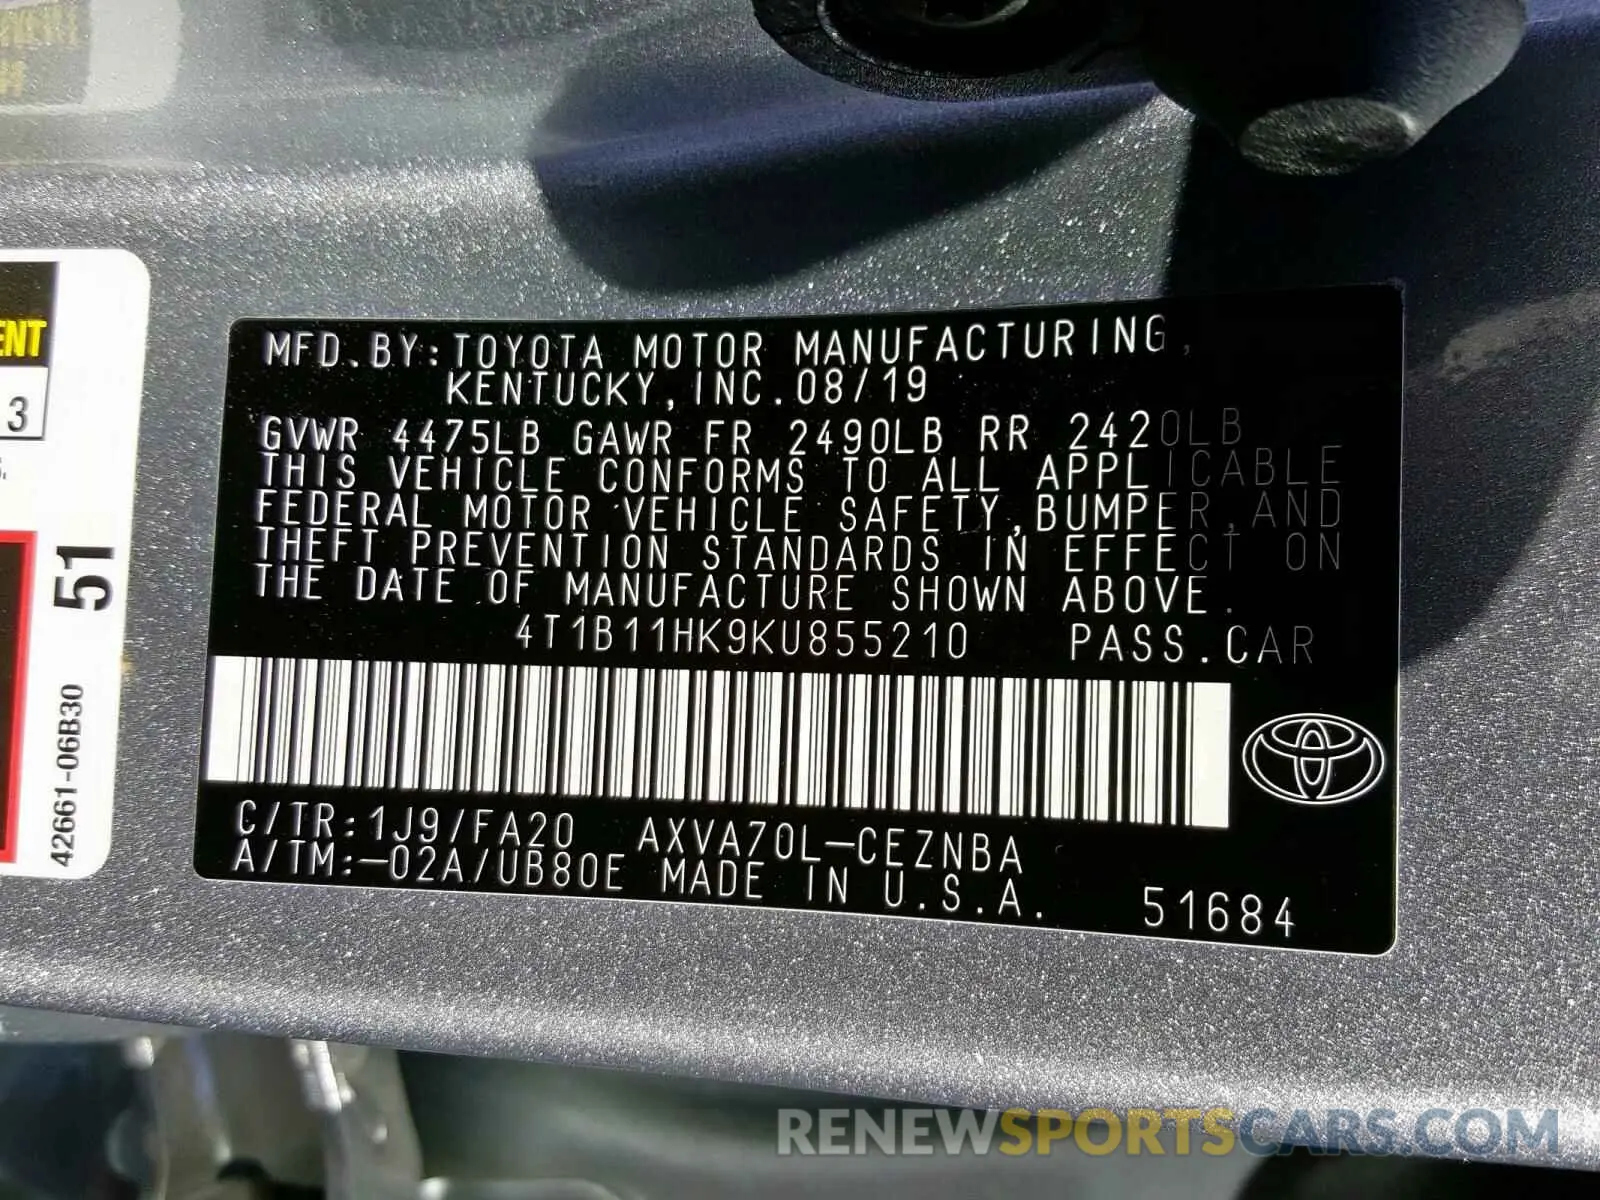 ENT
3
51
42661-06B30
MFD.BY:TOYOTA MOTOR MANUFACTURING,
KENTUCKY,INC.08/19
GVWR 4475LB GAWR FR 2490LB RR 2420LB
THIS VEHICLE CONFORMS TO ALL APPLICABLE
FEDERAL MOTOR VEHICLE SAFETY,BUMPER,AND
THEFT PREVENTION STANDARDS IN EFFECT ON
THE DATE OF MANUFACTURE SHOWN ABOVE.
4T1B11HK9KU855210 PASS.CAR
C/TR:1J9/FA20 AXVA70L-CEZNBA
A/TM:-02A/UB80E MADE IN U.S.A.
51684
RENEWSPORTSCARS.COM